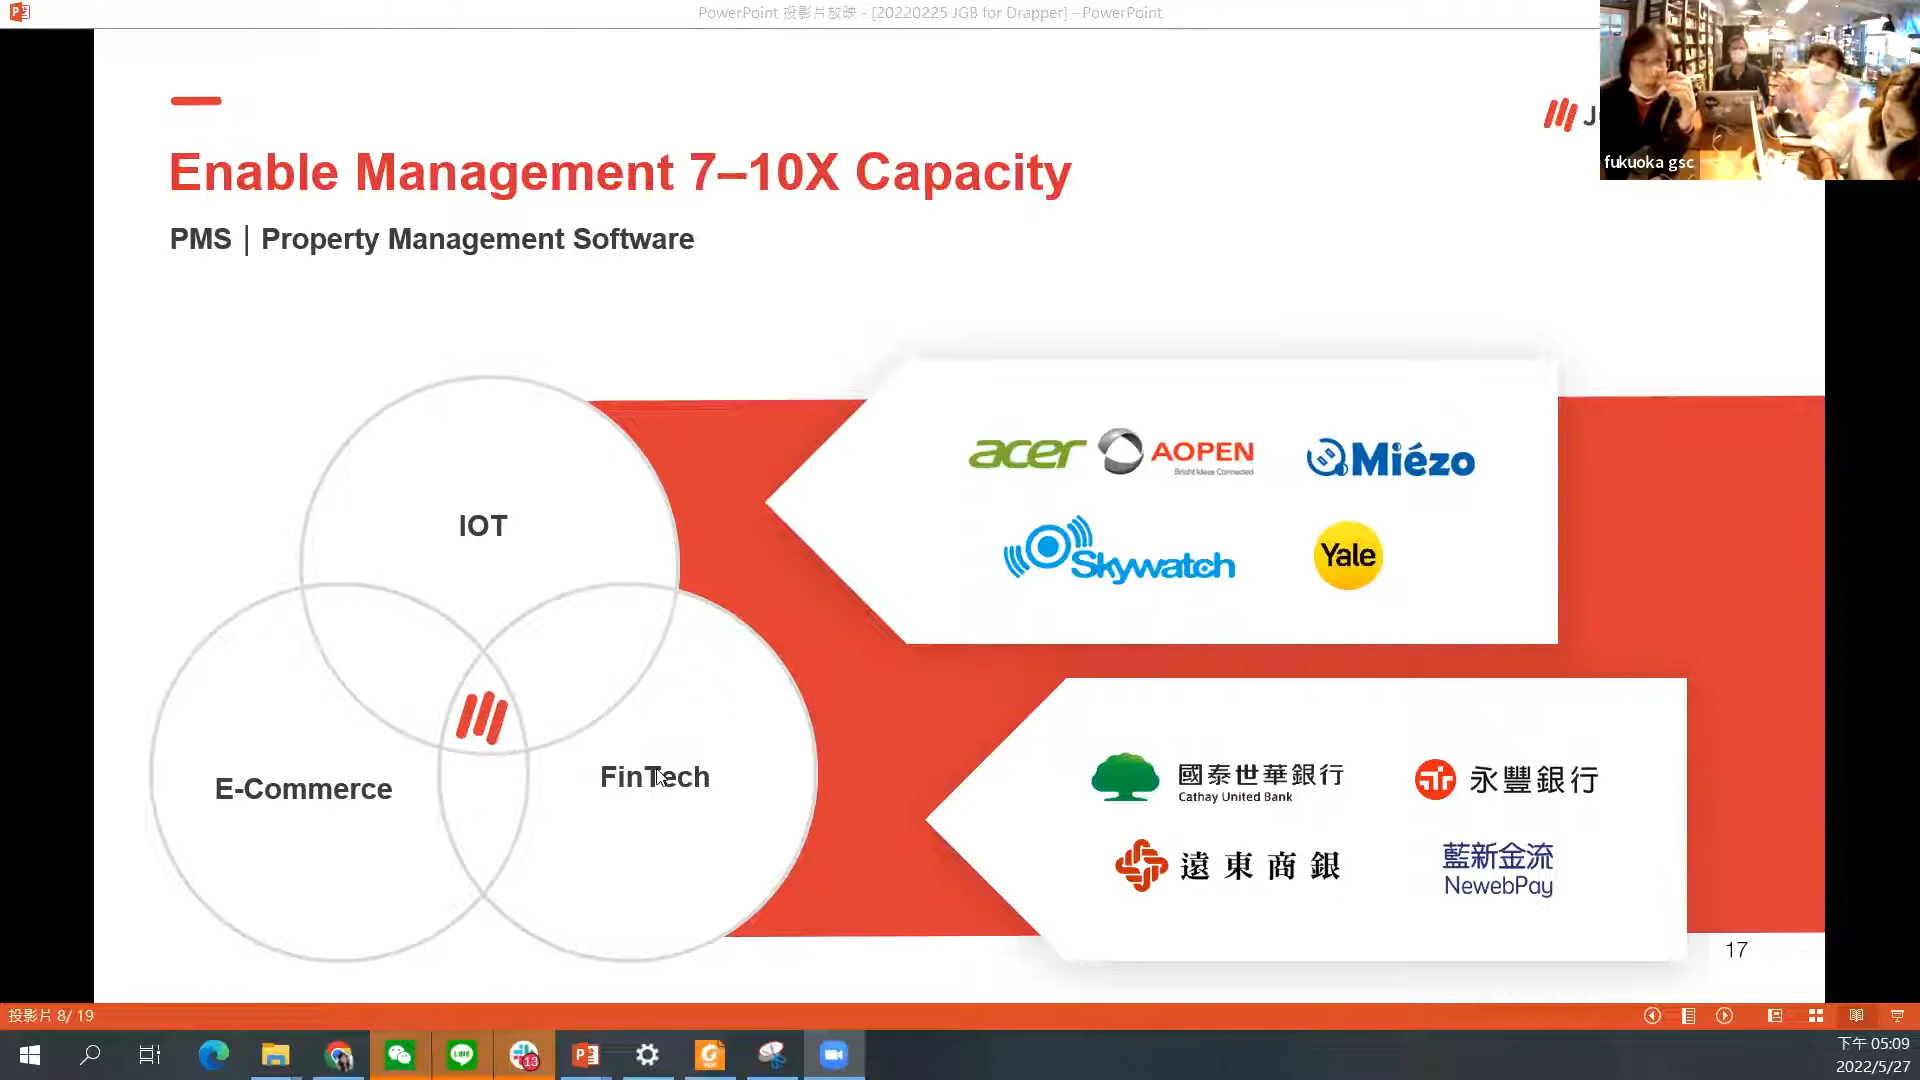 PowerPoint 投影片放映 - [20220225 JGB for Drapper] - PowerPoint
fukuoka gsc
Enable Management 7–10X Capacity
PMS | Property Management Software
IOT
E-Commerce
FinTech
acer
AOPEN
Bright Ideas Connected
Miézo
Skywatch
Yale
國泰世華銀行
Cathay United Bank
永豐銀行
遠東商銀
藍新金流
NewebPay
17
投影片 8/ 19
LINE
13
下午 05:09
2022/5/27